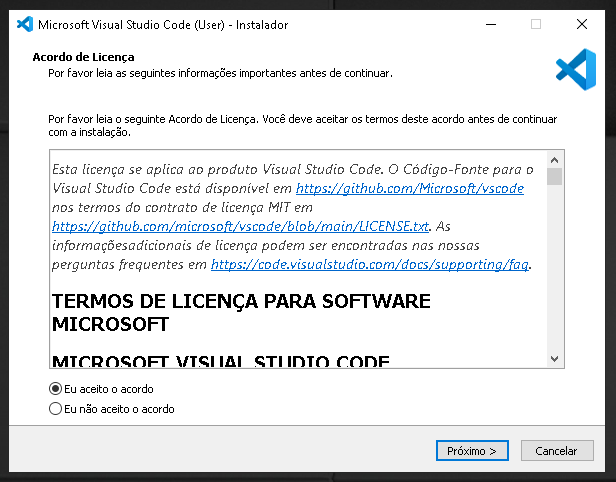 Microsoft Visual Studio Code (User) - Instalador
Acordo de Licença
Por favor leia as seguintes informações importantes antes de continuar.
Por favor leia o seguinte Acordo de Licença. Você deve aceitar os termos deste acordo antes de continuar
com a instalação.
Esta licença se aplica ao produto Visual Studio Code. O Código-Fonte para o
Visual Studio Code está disponível em https://github.com/Microsoft/vscode
nos termos do contrato de licença MIT em
https://github.com/microsoft/vscode/blob/main/LICENSE.txt. As
informaçõesadicionais de licença podem ser encontradas nas nossas
perguntas frequentes em https://code.visualstudio.com/docs/supporting/faq.
TERMOS DE LICENÇA PARA SOFTWARE
MICROSOFT
MICROSOFT VISUAL STUDIO CODE
Eu aceito o acordo
Eu não aceito o acordo
Próximo >
Cancelar